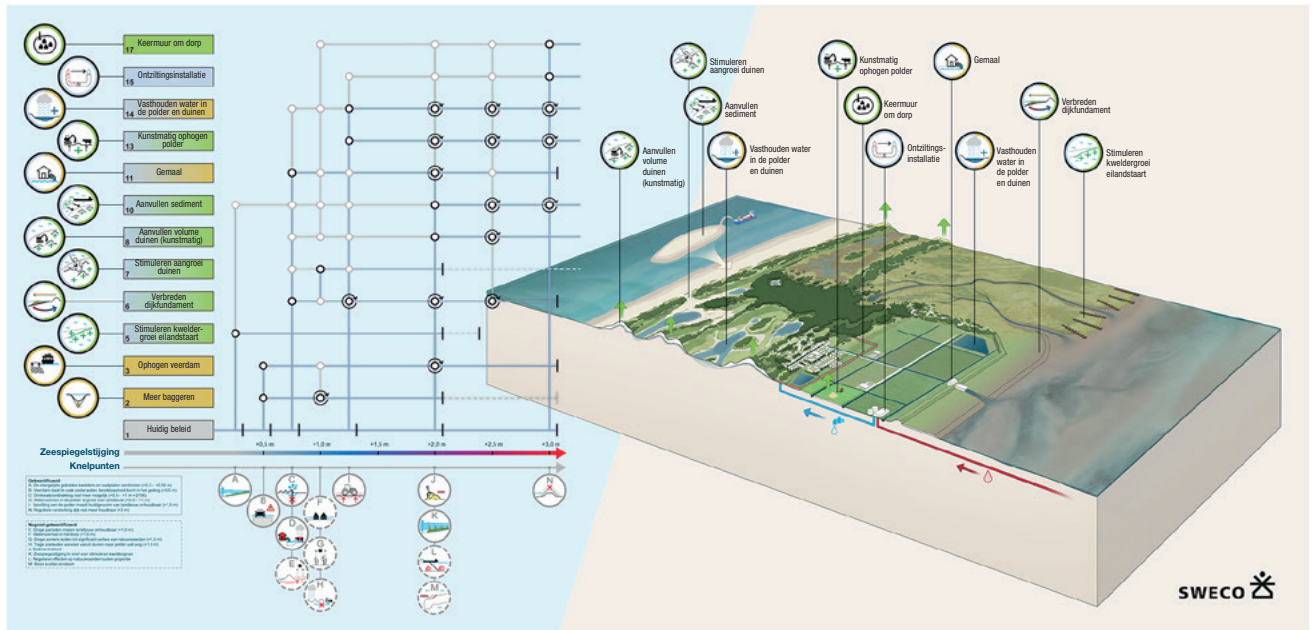 17 Keermuur om dorp
15 Ontziltingsinstallatie
14 Vasthouden water in
de polder en duinen
13 Kunstmatig ophogen
polder
11 Gemaal
10 Aanvullen sediment
8 Aanvullen volume
duinen (kunstmatig)
7 Stimuleren aangroei
duinen
6 Verbreden
dijkfundament
5 Stimuleren kwelder-
groei eilandstaart
3 Ophogen veerdam
2 Meer baggeren
1 Huidig beleid
+0,5 m +1,0 m +1,5 m +2,0 m +2,5 m +3,0 m
Zeespiegelstijging
Knelpunten
A
B
C
D
E
F
G
H
I
J
K
L
M
N
Gekwantificeerd
Nog niet gekwantificeerd
Aanvullen
volume
duinen
(kunstmatig)
Stimuleren
aangroei duinen
Aanvullen
sediment
Vasthouden water
in de polder
en duinen
Kunstmatig
ophogen polder
Keermuur
om dorp
Ontziltings-
installatie
Gemaal
Vasthouden
water in
de polder
en duinen
Verbreden
dijkfundament
Stimuleren
kweldergroei
eilandstaart
SWECO